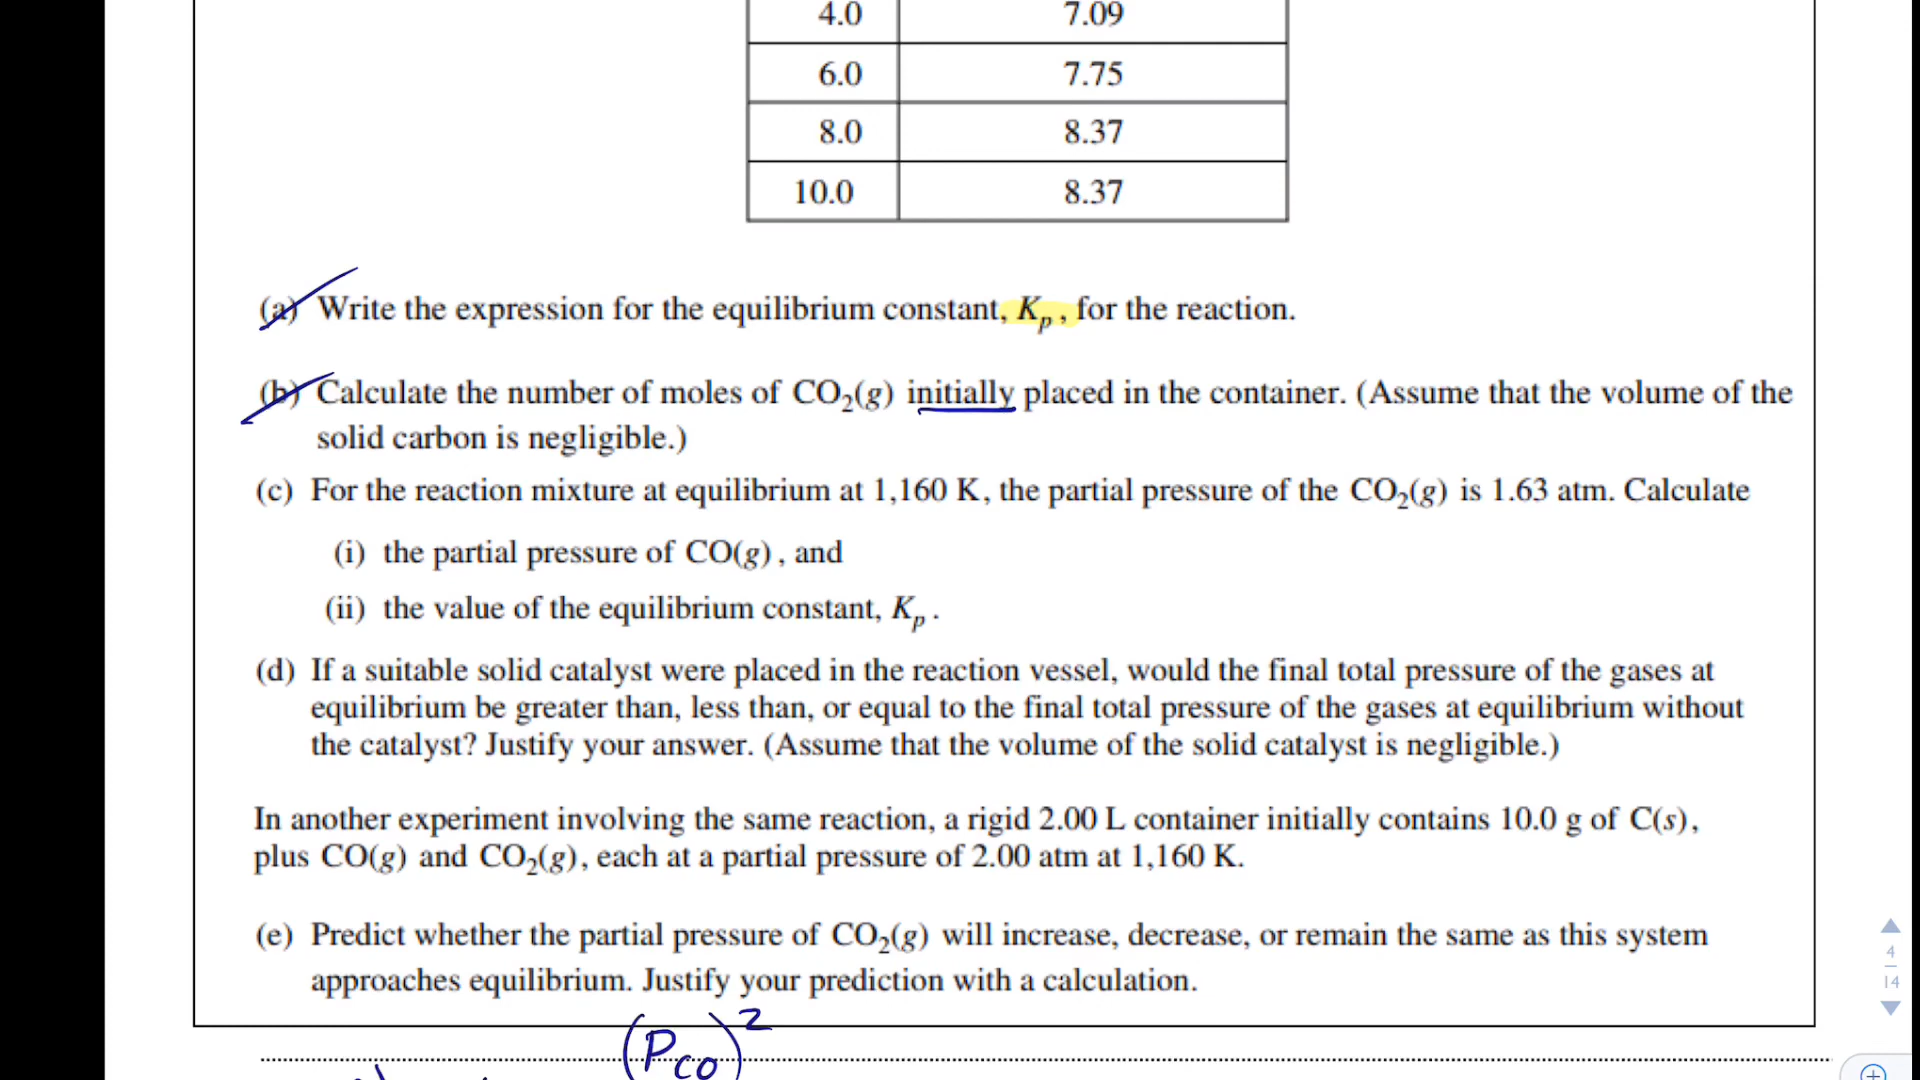 4.0 7.09
6.0 7.75
8.0 8.37
10.0 8.37
(a) Write the expression for the equilibrium constant, Kp, for the reaction.
(b) Calculate the number of moles of CO₂(g) initially placed in the container. (Assume that the volume of the
solid carbon is negligible.)
(c) For the reaction mixture at equilibrium at 1,160 K, the partial pressure of the CO₂(g) is 1.63 atm. Calculate
(i) the partial pressure of CO(g), and
(ii) the value of the equilibrium constant, Kp.
(d) If a suitable solid catalyst were placed in the reaction vessel, would the final total pressure of the gases at
equilibrium be greater than, less than, or equal to the final total pressure of the gases at equilibrium without
the catalyst? Justify your answer. (Assume that the volume of the solid catalyst is negligible.)
In another experiment involving the same reaction, a rigid 2.00 L container initially contains 10.0 g of C(s),
plus CO(g) and CO₂(g), each at a partial pressure of 2.00 atm at 1,160 K.
(e) Predict whether the partial pressure of CO₂(g) will increase, decrease, or remain the same as this system
approaches equilibrium. Justify your prediction with a calculation.
4
14
(PCO)²